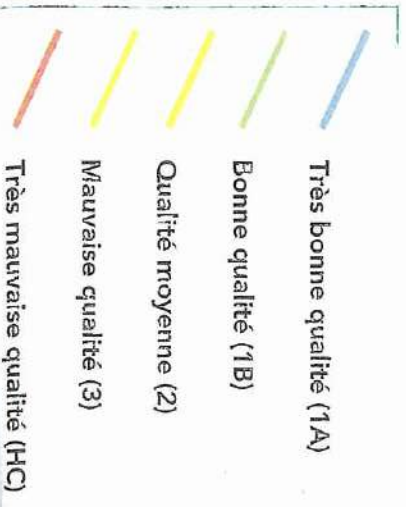 Très bonne qualité (1A)
Bonne qualité (1B)
Qualité moyenne (2)
Mauvaise qualité (3)
Très mauvaise qualité (HC)